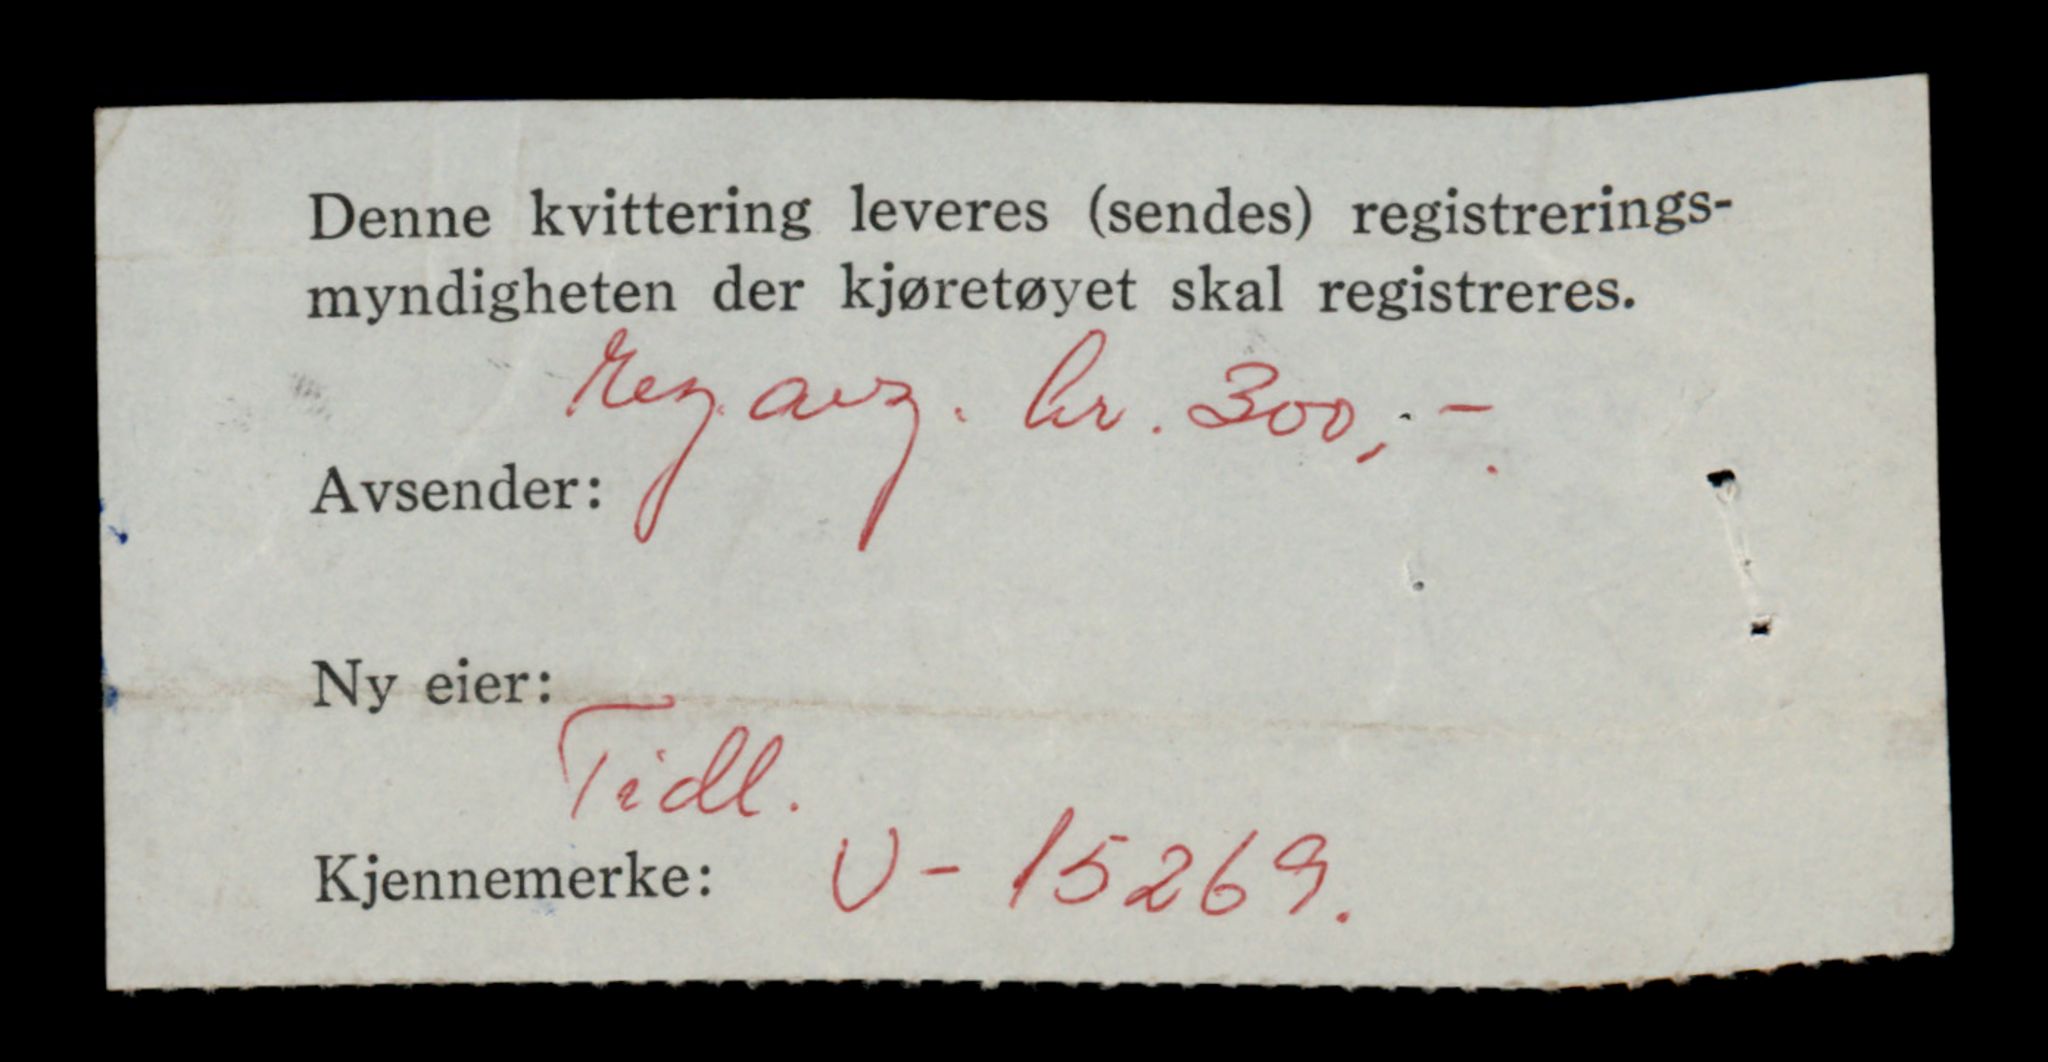 Denne kvittering leveres (sendes) registrerings-
myndigheten der kjøretøyet skal registreres.
Reg.avg. kr. 300,-.
Avsender:
Ny eier:
Tidl.
Kjennemerke: U-15269.